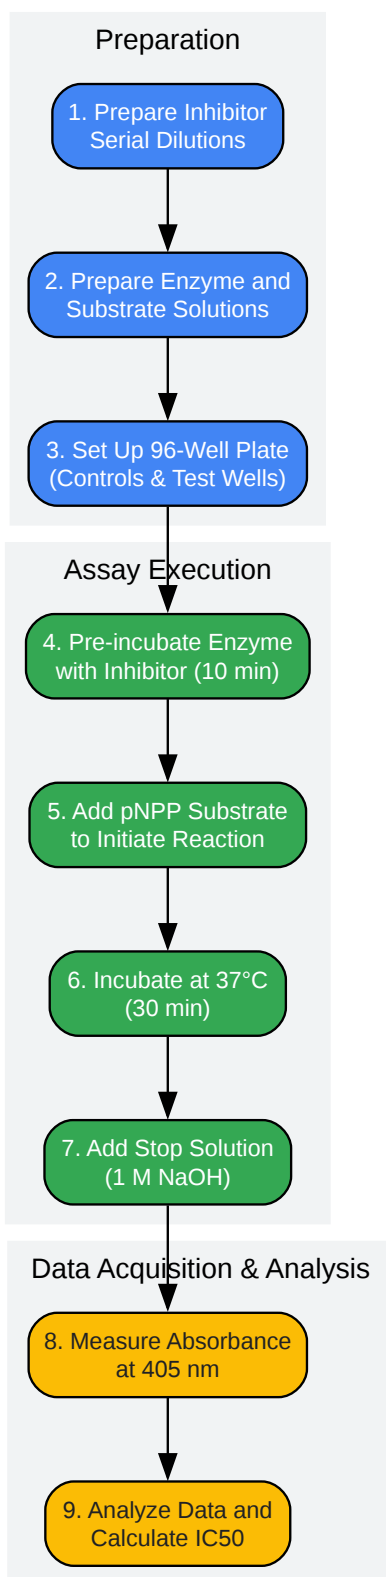 Preparation
1. Prepare Inhibitor
Serial Dilutions
2. Prepare Enzyme and
Substrate Solutions
3. Set Up 96-Well Plate
(Controls & Test Wells)
Assay Execution
4. Pre-incubate Enzyme
with Inhibitor (10 min)
5. Add pNPP Substrate
to Initiate Reaction
6. Incubate at 37°C
(30 min)
7. Add Stop Solution
(1 M NaOH)
Data Acquisition & Analysis
8. Measure Absorbance
at 405 nm
9. Analyze Data and
Calculate IC50